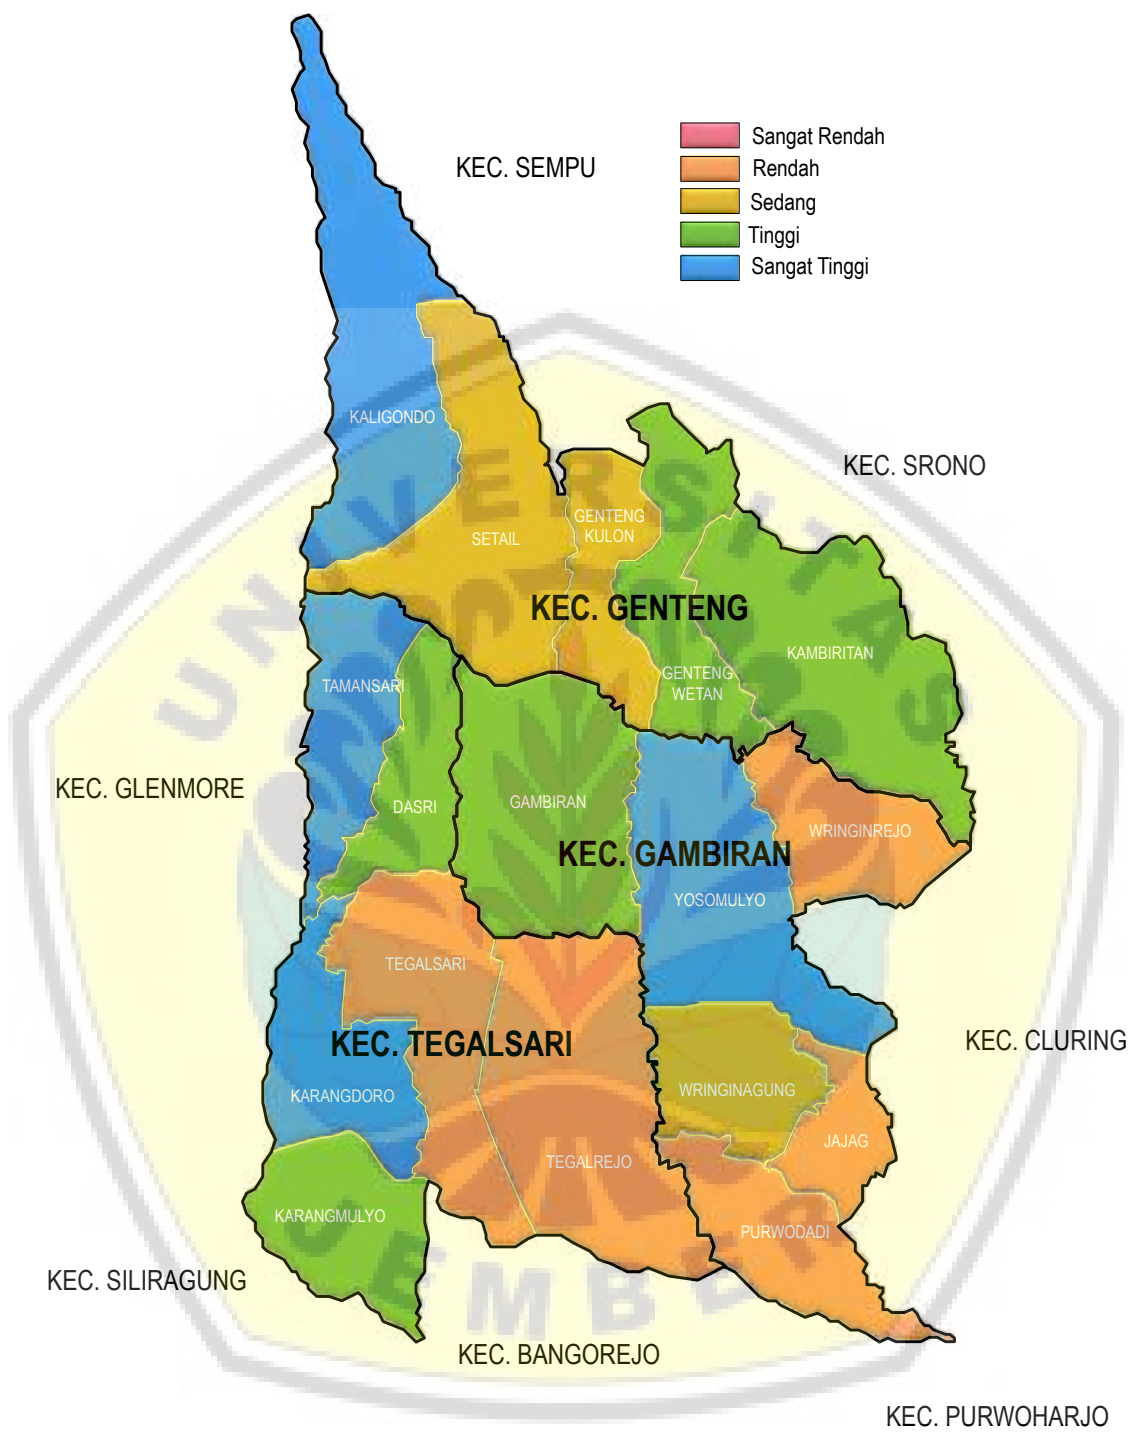 KEC. SEMPU
Sangat Rendah
Rendah
Sedang
Tinggi
Sangat Tinggi
KALIGONDO
KEC. SRONO
SETAIL
GENTENG
KULON
KEC. GENTENG
KAMBIRITAN
GENTENG
WETAN
TAMANSARI
KEC. GLENMORE
DASRI
GAMBIRAN
WRINGINREJO
KEC. GAMBIRAN
YOSOMULYO
TEGALSARI
KEC. TEGALSARI
KEC. CLURING
KARANGDORO
WRINGINAGUNG
JAJAG
TEGALREJO
KARANGMULYO
PURWODADI
KEC. SILIRAGUNG
KEC. BANGOREJO
KEC. PURWOHARJO
UNIVERSITAS
JEMBER